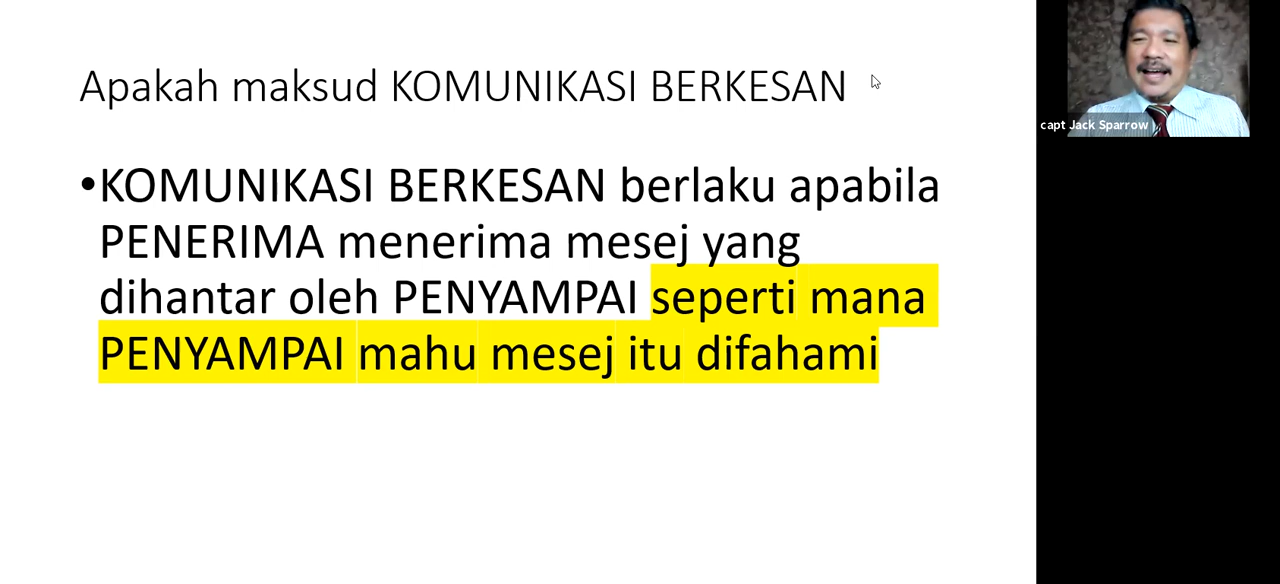 Apakah maksud KOMUNIKASI BERKESAN
•KOMUNIKASI BERKESAN berlaku apabila
PENERIMA menerima mesej yang
dihantar oleh PENYAMPAI seperti mana
PENYAMPAI mahu mesej itu difahami
capt Jack Sparrow